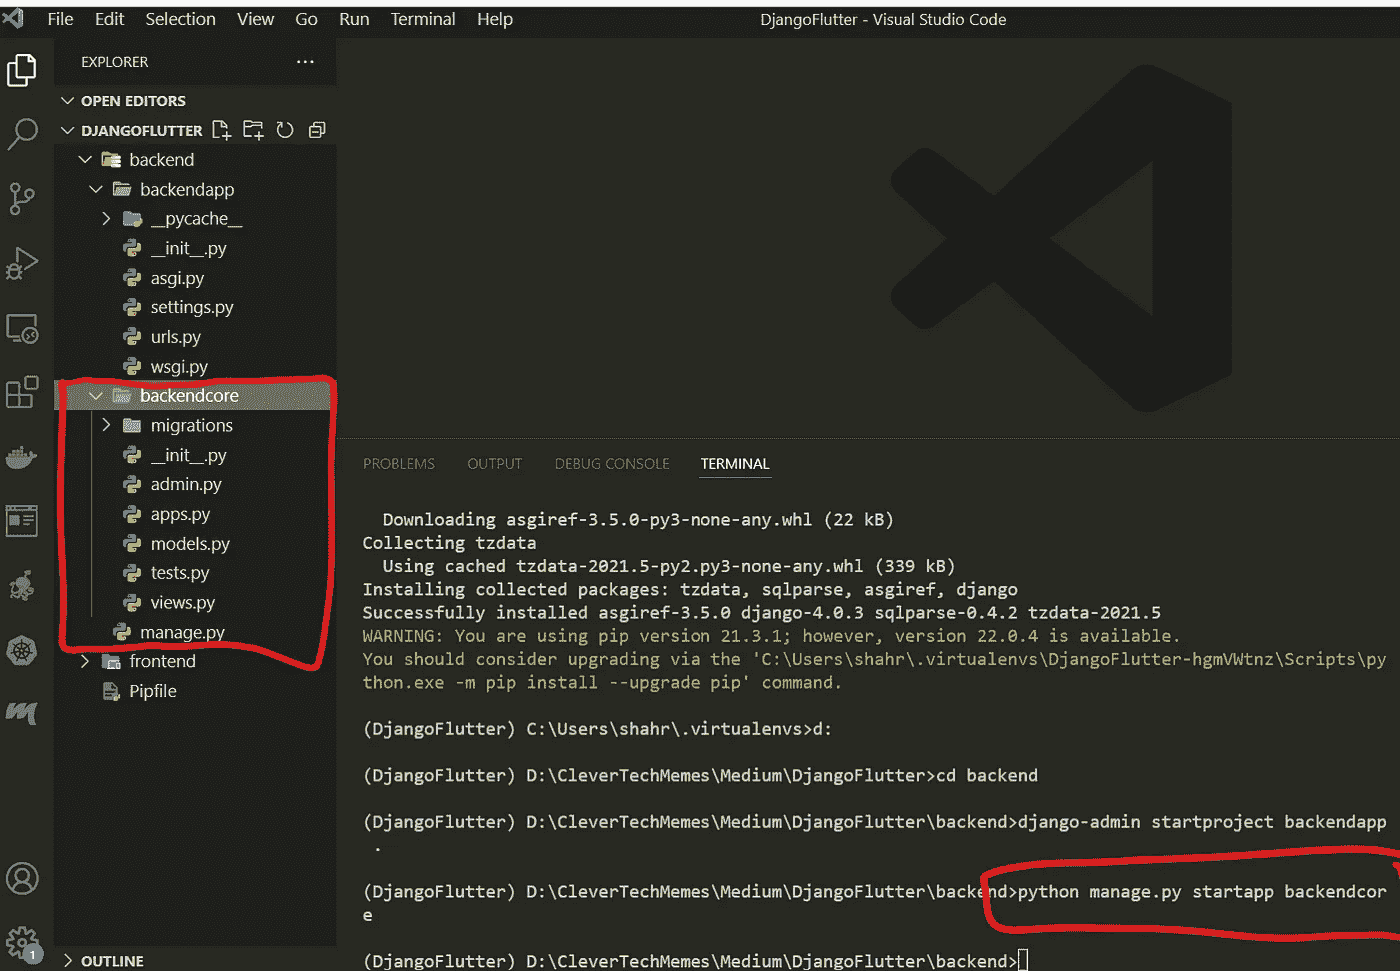 File Edit Selection View Go Run Terminal Help DjangoFlutter - Visual Studio Code
EXPLORER ...
OPEN EDITORS
DJANGOFLUTTER
backend
backendapp
__pycache__
__init__.py
asgi.py
settings.py
urls.py
wsgi.py
backendcore
migrations
__init__.py
admin.py
apps.py
models.py
tests.py
views.py
manage.py
frontend
Pipfile
1
OUTLINE
PROBLEMS OUTPUT DEBUG CONSOLE TERMINAL
Downloading asgiref-3.5.0-py3-none-any.whl (22 kB)
Collecting tzdata
Using cached tzdata-2021.5-py2.py3-none-any.whl (339 kB)
Installing collected packages: tzdata, sqlparse, asgiref, django
Successfully installed asgiref-3.5.0 django-4.0.3 sqlparse-0.4.2 tzdata-2021.5
WARNING: You are using pip version 21.3.1; however, version 22.0.4 is available.
You should consider upgrading via the 'C:\Users\shahr\.virtualenvs\DjangoFlutter-hgmVWtnz\Scripts\py
thon.exe -m pip install --upgrade pip' command.
(DjangoFlutter) C:\Users\shahr\.virtualenvs>d:
(DjangoFlutter) D:\CleverTechMemes\Medium\DjangoFlutter>cd backend
(DjangoFlutter) D:\CleverTechMemes\Medium\DjangoFlutter\backend>django-admin startproject backendapp
.
(DjangoFlutter) D:\CleverTechMemes\Medium\DjangoFlutter\backend>python manage.py startapp backendcor
e
(DjangoFlutter) D:\CleverTechMemes\Medium\DjangoFlutter\backend>